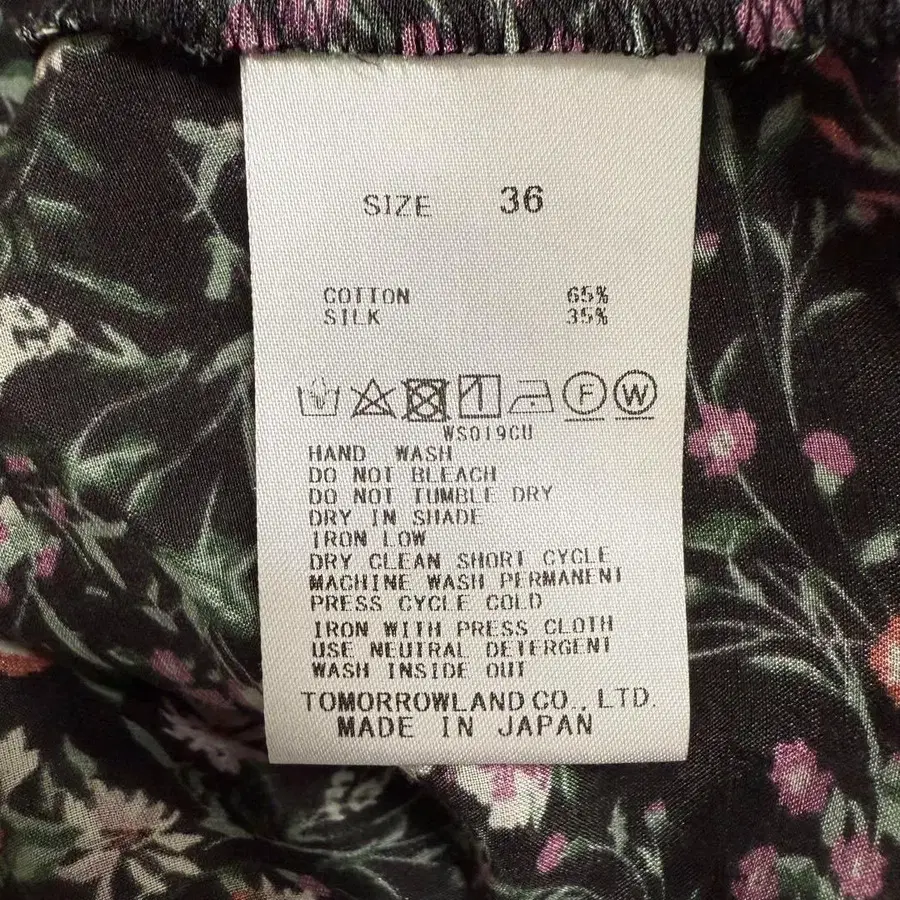 SIZE 36
COTTON 65%
SILK 35%
F W
WS019CU
HAND WASH
DO NOT BLEACH
DO NOT TUMBLE DRY
DRY IN SHADE
IRON LOW
DRY CLEAN SHORT CYCLE
MACHINE WASH PERMANENT
PRESS CYCLE COLD
IRON WITH PRESS CLOTH
USE NEUTRAL DETERGENT
WASH INSIDE OUT
TOMORROWLAND CO., LTD.
MADE IN JAPAN